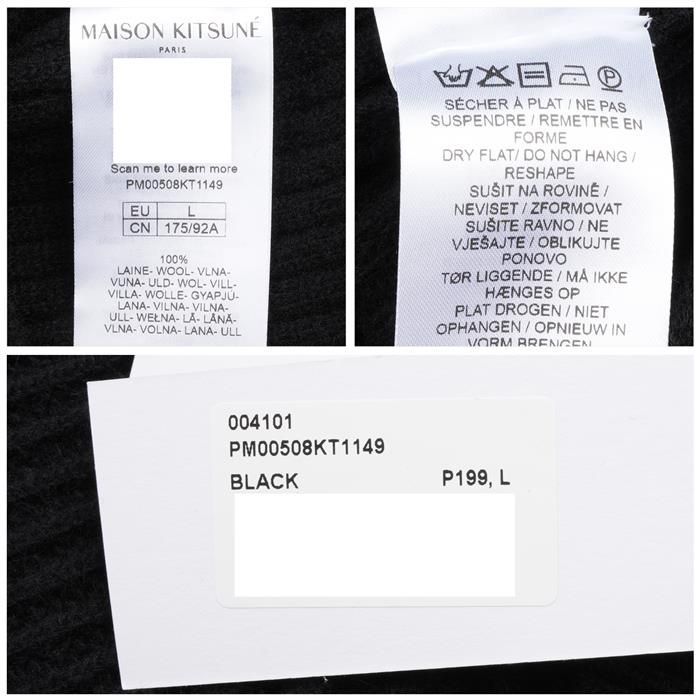 MAISON KITSUNÉ
PARIS
Scan me to learn more
PM00508KT1149
EU L
CN 175/92A
100%
LAINE- WOOL- VLNA-
VUNA- ULD- WOL- VILL-
VILLA- WOLLE- GYAPJÚ-
LANA- VILNA- VILNA-
ULL- WEŁNA- LÃ- LÂNĂ-
VLNA- VOLNA- LANA- ULL
SÉCHER À PLAT / NE PAS
SUSPENDRE / REMETTRE EN
FORME
DRY FLAT/ DO NOT HANG /
RESHAPE
SUŠIT NA ROVINĚ /
NEVISET / ZFORMOVAT
SUŠITE RAVNO / NE
VJEŠAJTE / OBLIKUJTE
PONOVO
TØR LIGGENDE / MÅ IKKE
HÆNGES OP
PLAT DROGEN / NIET
OPHANGEN / OPNIEUW IN
VORM BRENGEN
004101
PM00508KT1149
BLACK P199, L